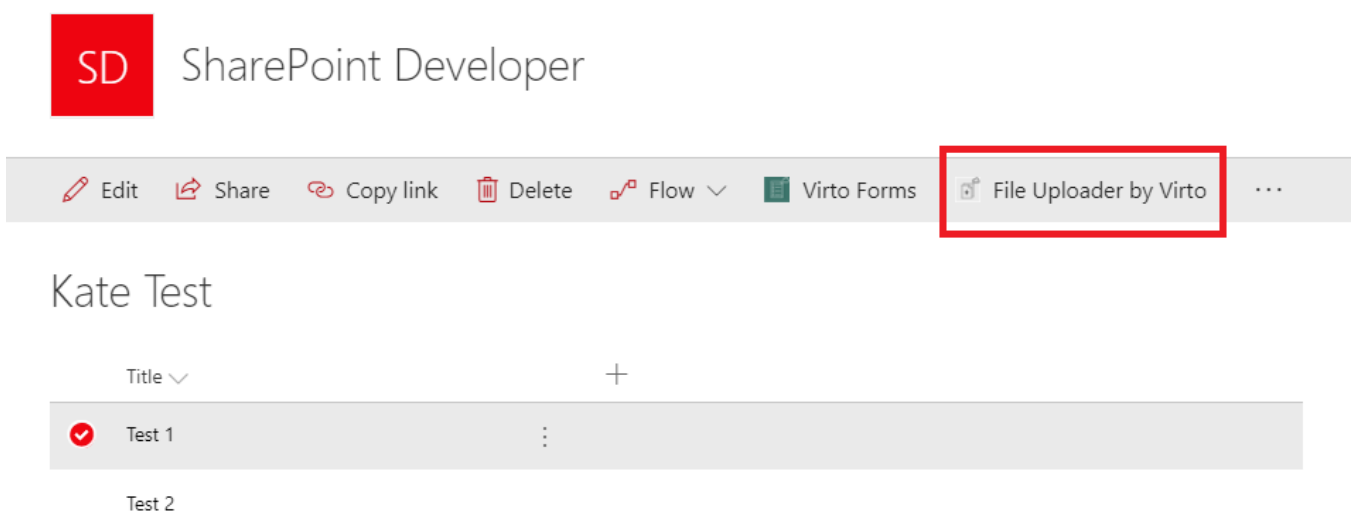 SD SharePoint Developer
Edit Share Copy link Delete Flow Virto Forms File Uploader by Virto ...
Kate Test
Title
Test 1
Test 2